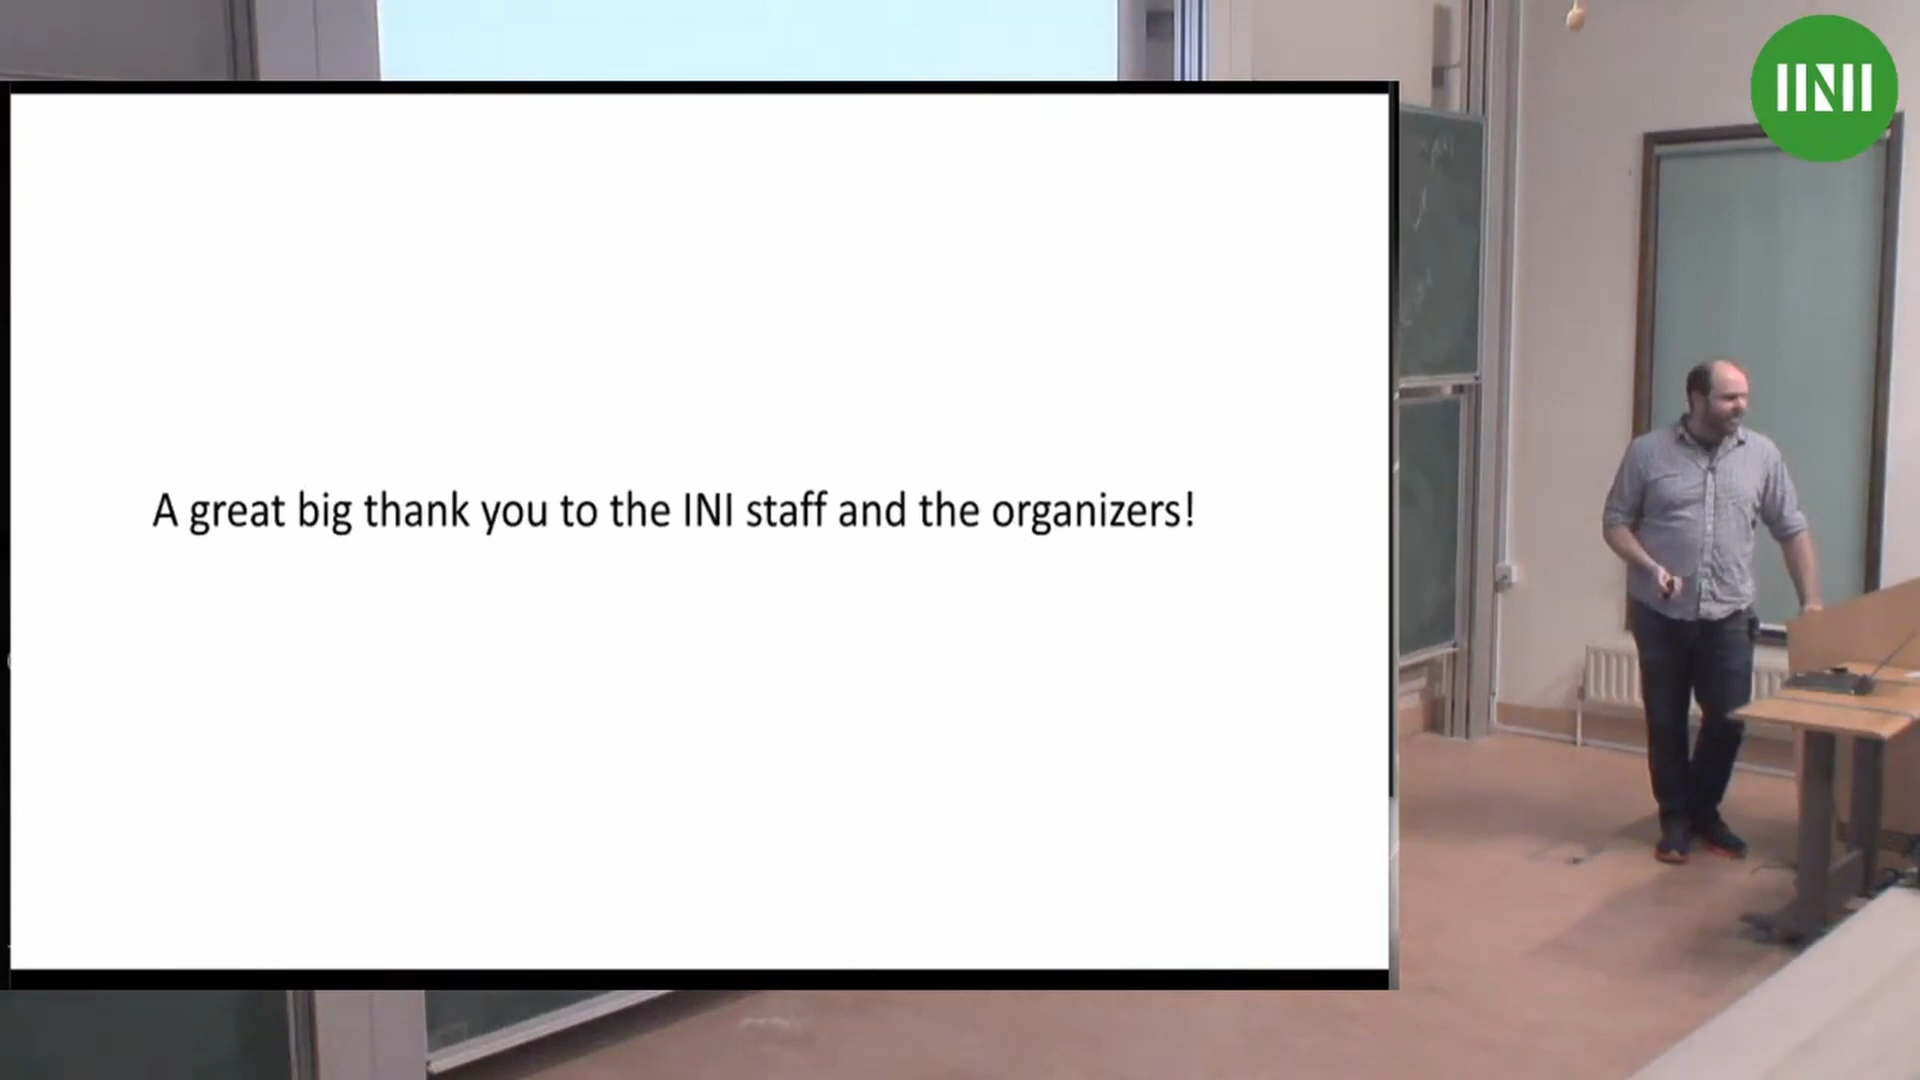 INI
A great big thank you to the INI staff and the organizers!